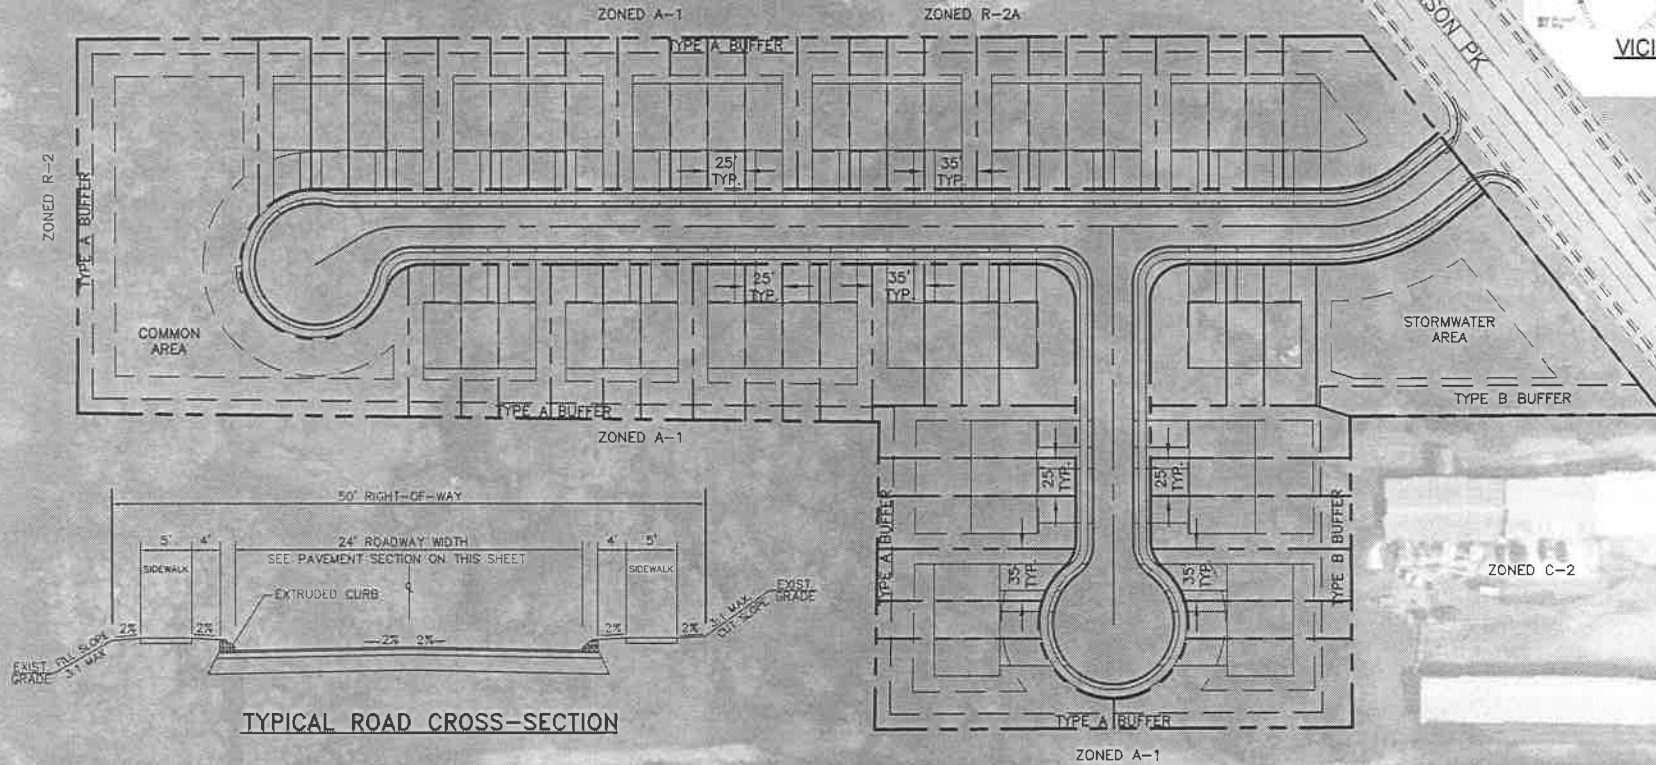 ZONED A-1
ZONED R-2A
SON PK
VICI
TYPE A BUFFER
ZONED R-2
TYPE A BUFFER
25'
TYP.
35'
TYP.
25'
TYP.
35'
TYP.
COMMON
AREA
STORMWATER
AREA
TYPE B BUFFER
TYPE A BUFFER
ZONED A-1
25'
TYP.
25'
TYP.
TYPE A BUFFER
TYPE B BUFFER
35'
TYP.
35'
TYP.
ZONED C-2
TYPE A BUFFER
ZONED A-1
50' RIGHT-OF-WAY
5'
4'
24' ROADWAY WIDTH
4'
5'
SIDEWALK
SEE PAVEMENT SECTION ON THIS SHEET
SIDEWALK
EXTRUDED CURB
EXIST.
GRADE
3:1 MAX
CUT SLOPE
2%
2%
2%
2%
2%
2%
FILL SLOPE
3:1 MAX
EXIST.
GRADE
TYPICAL ROAD CROSS-SECTION